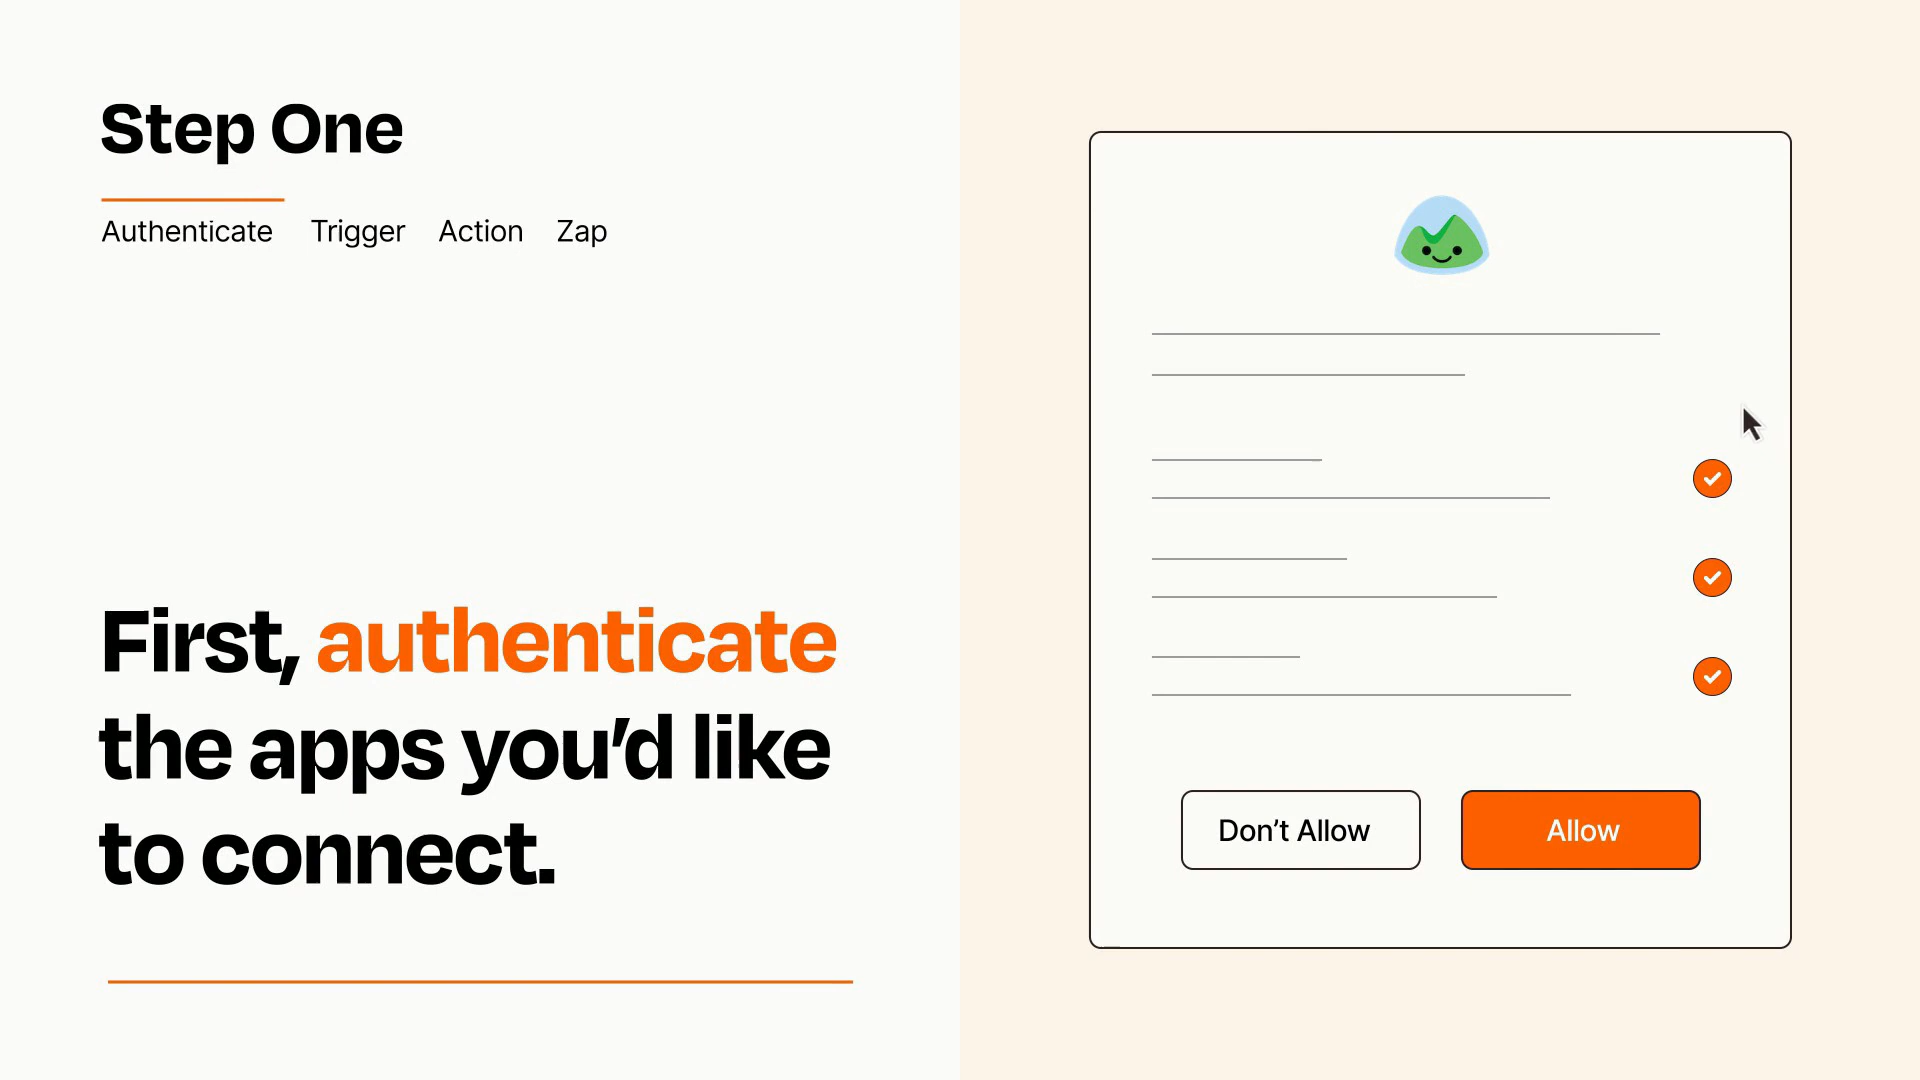 Step One
Authenticate Trigger Action Zap
First, authenticate
the apps you’d like
to connect.
Don’t Allow
Allow